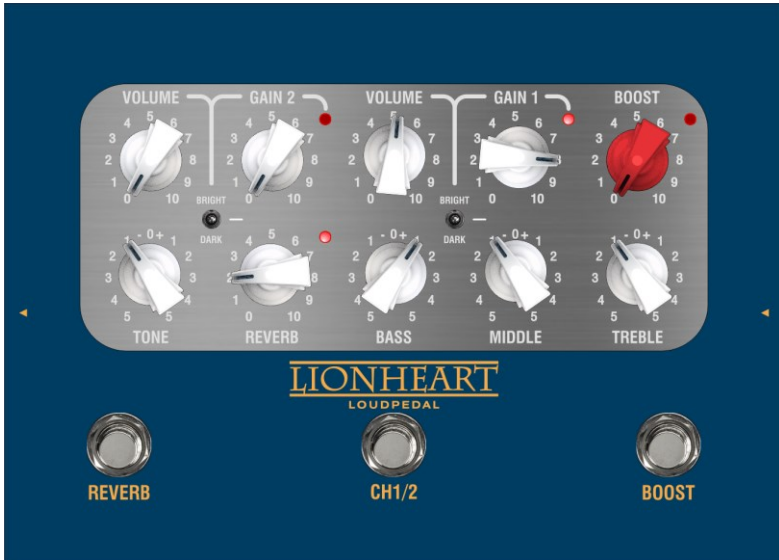 VOLUME GAIN 2 VOLUME GAIN 1 BOOST
4 5 6 4 5 6 4 5 6 4 5 6 4 5 6
3 7 3 7 3 7 3 7 3 7
2 8 2 8 2 8 2 8 2 8
1 9 1 9 1 9 1 9 1 9
0 10 0 10 0 10 0 10 0 10
BRIGHT BRIGHT
DARK DARK
1 - 0 + 1 4 5 6 1 - 0 + 1 1 - 0 + 1 1 - 0 + 1
2 2 3 7 2 2 2 2 2 2
3 3 2 8 3 3 3 3 3 3
4 4 1 9 4 4 4 4 4 4
5 5 0 10 5 5 5 5 5 5
TONE REVERB BASS MIDDLE TREBLE
LIONHEART
LOUDPEDAL
REVERB CH1/2 BOOST